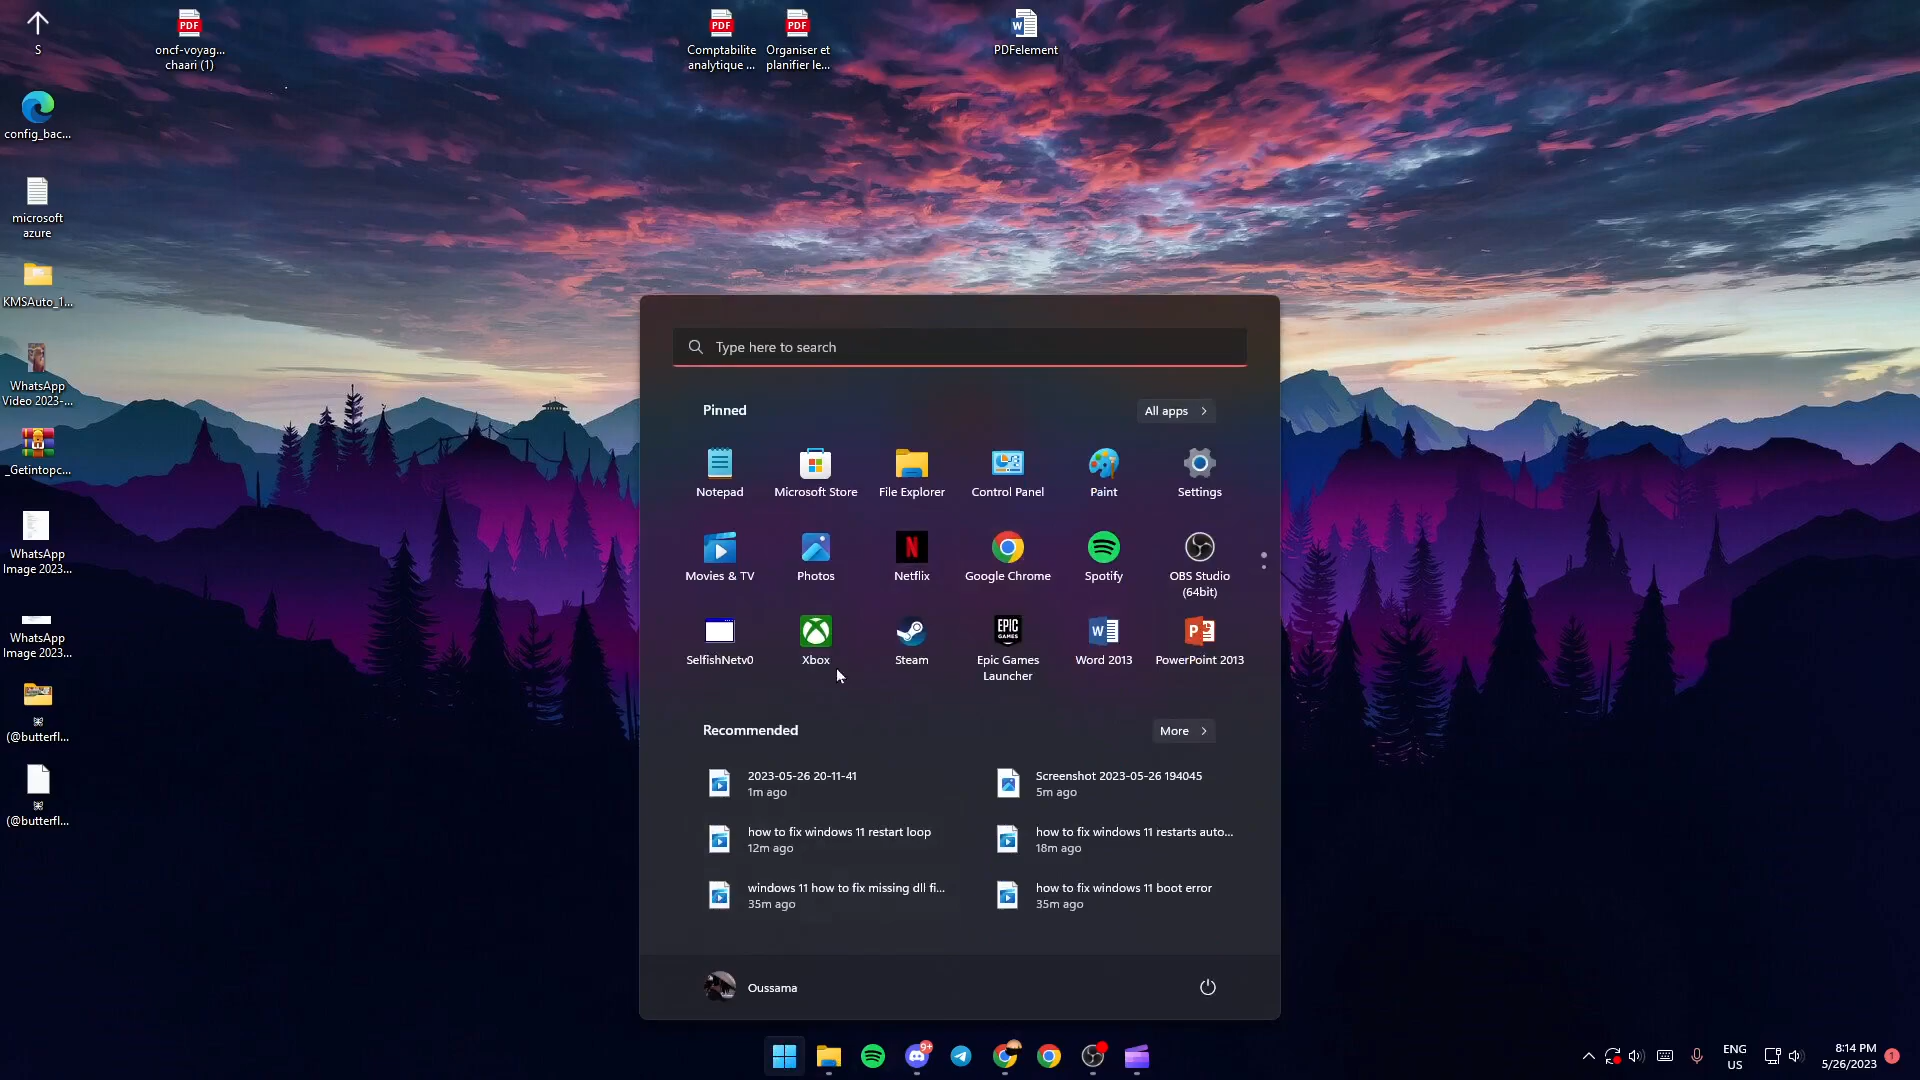 S
oncf-voyag...
chaari (1)
Comptabilite
analytique ...
Organiser et
planifier le...
PDFelement
config_bac...
microsoft
azure
KMSAuto_1...
WhatsApp
Video 2023-...
_Getintopc...
WhatsApp
Image 2023...
WhatsApp
Image 2023...
(@butterfl...
(@butterfl...
Type here to search
Pinned
All apps
Notepad
Microsoft Store
File Explorer
Control Panel
Paint
Settings
Movies & TV
Photos
Netflix
Google Chrome
Spotify
OBS Studio
(64bit)
SelfishNetv0
Xbox
Steam
Epic Games
Launcher
Word 2013
PowerPoint 2013
Recommended
More
2023-05-26 20-11-41
1m ago
Screenshot 2023-05-26 194045
5m ago
how to fix windows 11 restart loop
12m ago
how to fix windows 11 restarts auto...
18m ago
windows 11 how to fix missing dll fi...
35m ago
how to fix windows 11 boot error
35m ago
Oussama
9+
ENG
US
8:14 PM
5/26/2023
1